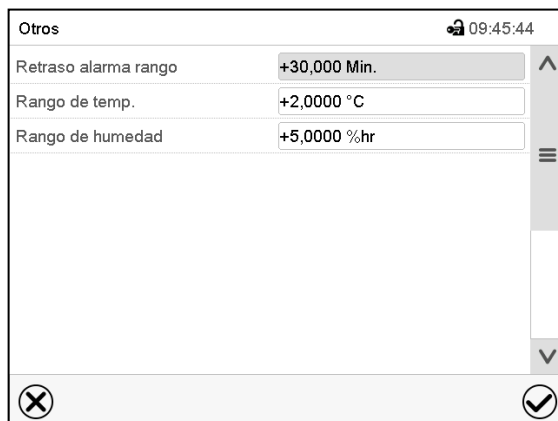 Otros 09:45:44
Retraso alarma rango +30,000 Min.
Rango de temp. +2,0000 °C
Rango de humedad +5,0000 %hr